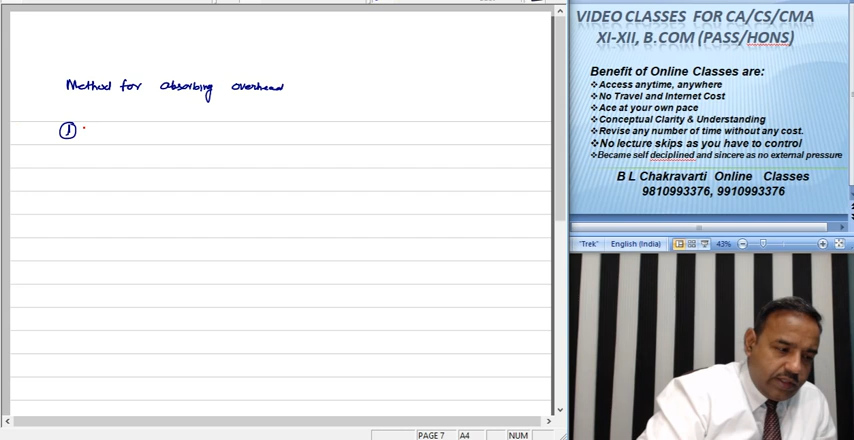 Method for absorbing overhead
1
VIDEO CLASSES FOR CA/CS/CMA
XI-XII, B.COM (PASS/HONS)
Benefit of Online Classes are:
❖Access anytime, anywhere
❖No Travel and Internet Cost
❖Ace at your own pace
❖Conceptual Clarity & Understanding
❖Revise any number of time without any cost.
❖No lecture skips as you have to control
❖Became self deciplined and sincere as no external pressure
B L Chakravarti Online Classes
9810993376, 9910993376
"Trek" English (India) 43%
PAGE 7 A4 NUM